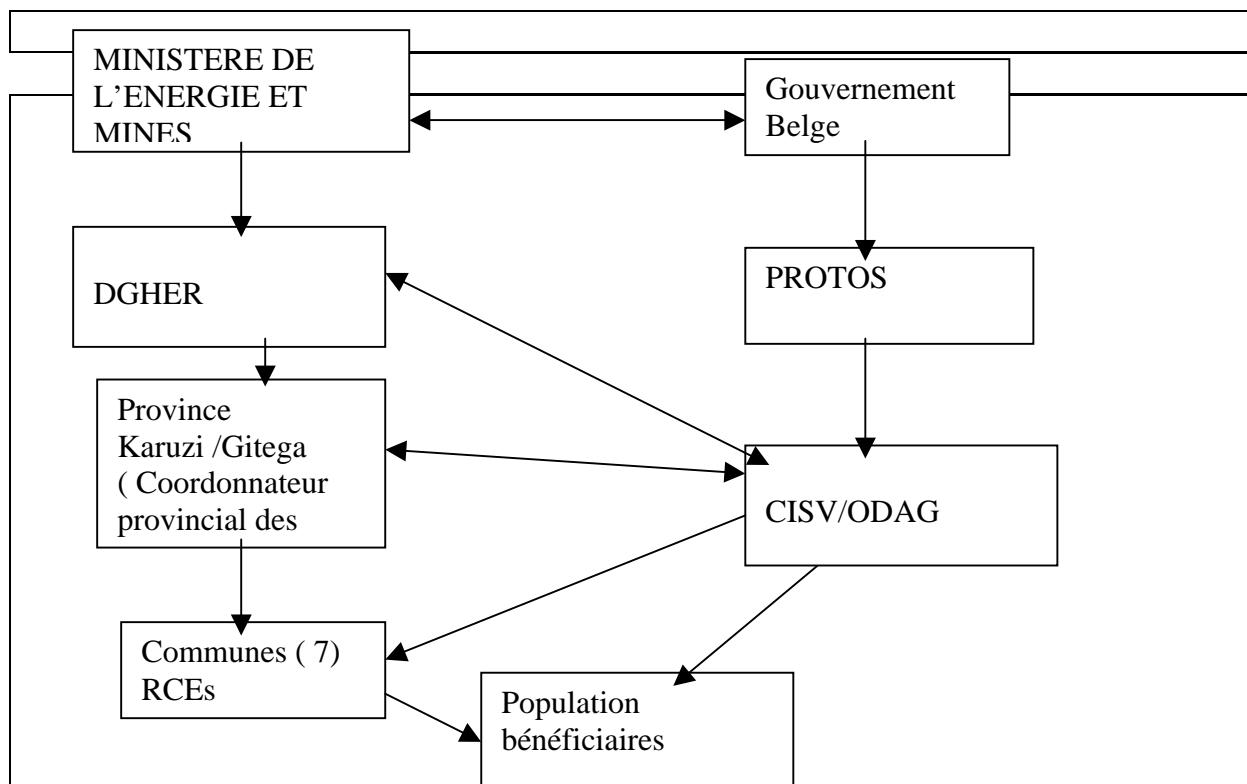 MINISTERE DE
L’ENERGIE ET
MINES
Gouvernement
Belge
DGHER
PROTOS
Province
Karuzi /Gitega
( Coordonnateur
provincial des
CISV/ODAG
Communes ( 7)
RCEs
Population
bénéficiaires